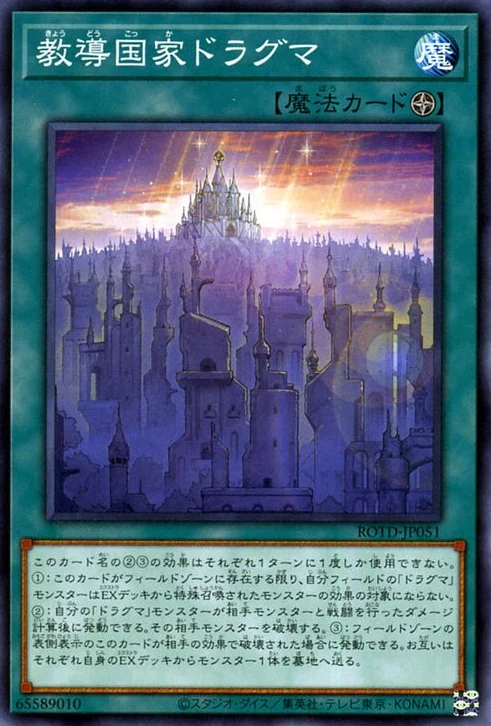 教導国家ドラグマ
魔
【魔法カード】
ROTD-JP051
このカード名の②③の効果はそれぞれ1ターンに1度しか使用できない。
①:このカードがフィールドゾーンに存在する限り、自分フィールドの「ドラグマ」
モンスターはEXデッキから特殊召喚されたモンスターの効果の対象にならない。
②:自分の「ドラグマ」モンスターが相手モンスターと戦闘を行ったダメージ
計算後に発動できる。その相手モンスターを破壊する。③:フィールドゾーンの
表側表示のこのカードが相手の効果で破壊された場合に発動できる。お互いは
それぞれ自身のEXデッキからモンスター1体を墓地へ送る。
65589010
©スタジオ・ダイス/集英社・テレビ東京・KONAMI